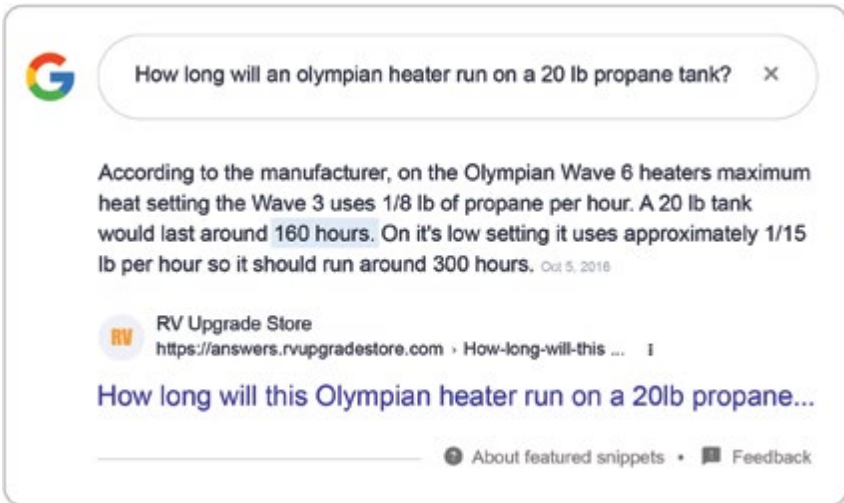 How long will an olympian heater run on a 20 lb propane tank?
According to the manufacturer, on the Olympian Wave 6 heaters maximum
heat setting the Wave 3 uses 1/8 lb of propane per hour. A 20 lb tank
would last around 160 hours. On it's low setting it uses approximately 1/15
lb per hour so it should run around 300 hours. Oct 5, 2016
RV
RV Upgrade Store
https://answers.rvupgradestore.com › How-long-will-this ...
How long will this Olympian heater run on a 20lb propane...
About featured snippets • Feedback